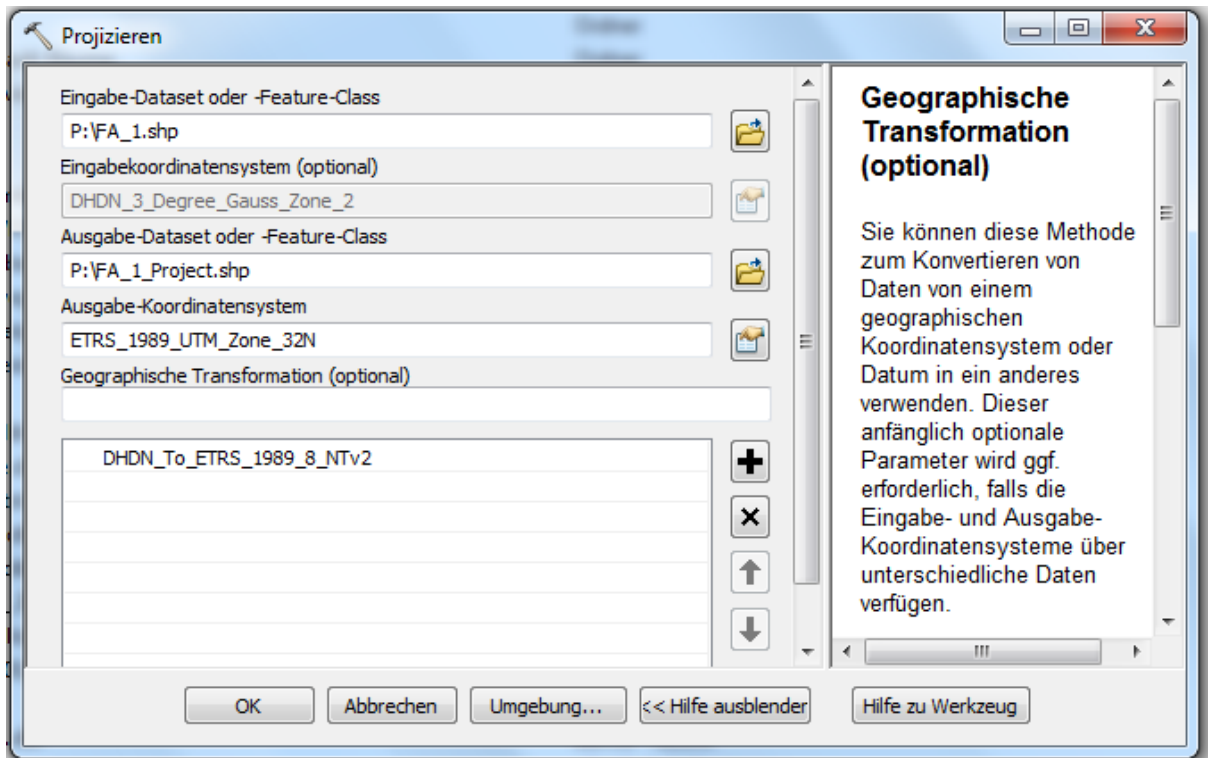 Projizieren
Eingabe-Dataset oder -Feature-Class
P:\FA_1.shp
Eingabekoordinatensystem (optional)
DHDN_3_Degree_Gauss_Zone_2
Ausgabe-Dataset oder -Feature-Class
P:\FA_1_Project.shp
Ausgabe-Koordinatensystem
ETRS_1989_UTM_Zone_32N
Geographische Transformation (optional)
DHDN_To_ETRS_1989_8_NTv2
OK
Abbrechen
Umgebung...
<< Hilfe ausblender
Geographische
Transformation
(optional)
Sie können diese Methode
zum Konvertieren von
Daten von einem
geographischen
Koordinatensystem oder
Datum in ein anderes
verwenden. Dieser
anfänglich optionale
Parameter wird ggf.
erforderlich, falls die
Eingabe- und Ausgabe-
Koordinatensysteme über
unterschiedliche Daten
verfügen.
Hilfe zu Werkzeug